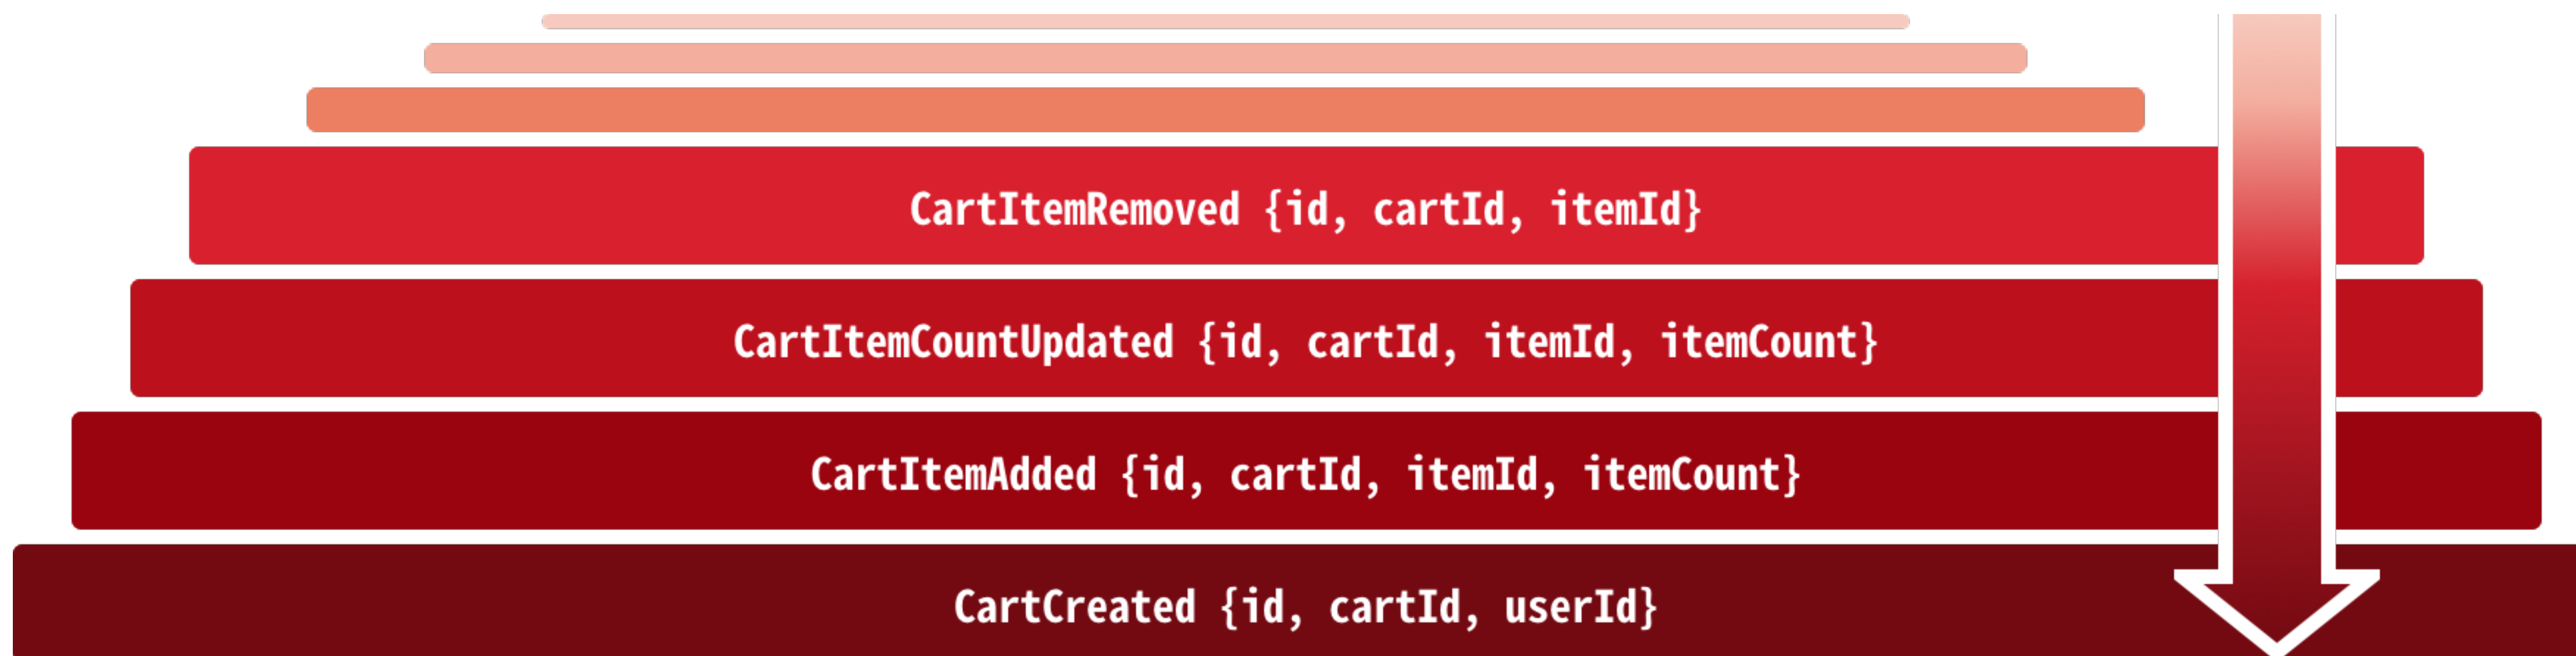 CartItemRemoved {id, cartId, itemId}
CartItemCountUpdated {id, cartId, itemId, itemCount}
CartItemAdded {id, cartId, itemId, itemCount}
CartCreated {id, cartId, userId}